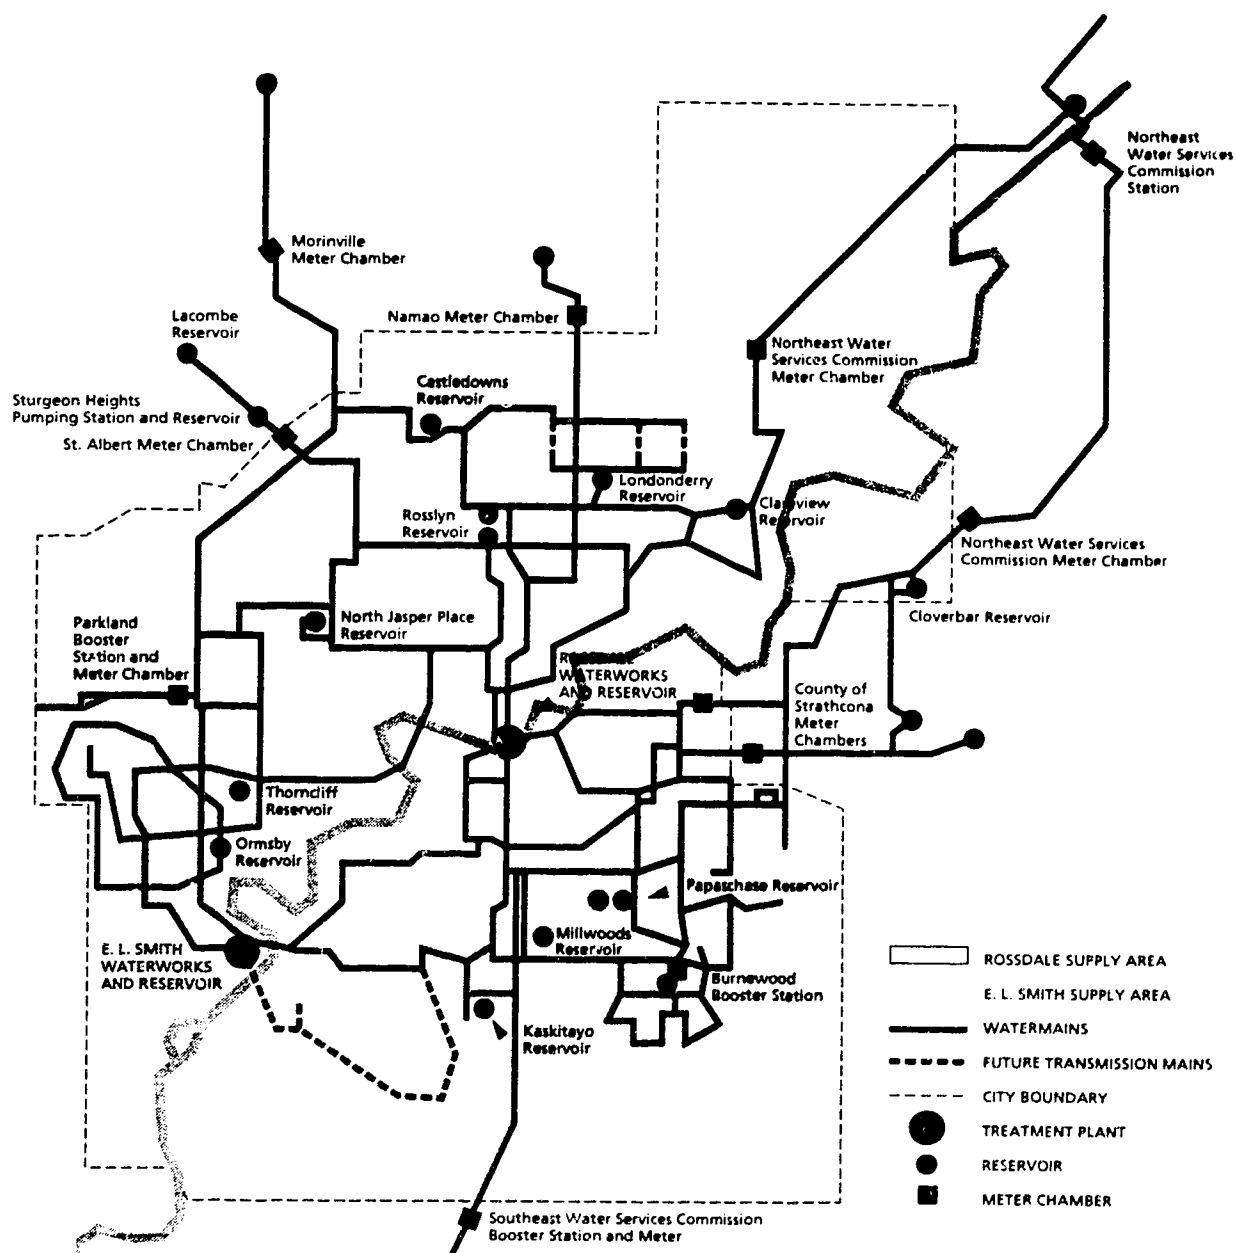 Northeast
Water Services
Commission
Station
Morinville
Meter Chamber
Lacombe
Reservoir
Namao Meter Chamber
Northeast Water
Services Commission
Meter Chamber
Castledowns
Reservoir
Sturgeon Heights
Pumping Station and Reservoir
St. Albert Meter Chamber
Londonderry
Reservoir
Clareview
Reservoir
Rosslyn
Reservoir
Northeast Water Services
Commission Meter Chamber
Cloverbar Reservoir
North Jasper Place
Reservoir
Parkland
Booster
Station and
Meter Chamber
WATERWORKS
AND RESERVOIR
County of
Strathcona
Meter
Chambers
Thorncliff
Reservoir
Ormsby
Reservoir
Papaschase Reservoir
Millwoods
Reservoir
E. L. SMITH
WATERWORKS
AND RESERVOIR
Burnewood
Booster Station
Kaskitayo
Reservoir
ROSSDALE SUPPLY AREA
E. L. SMITH SUPPLY AREA
WATERMAINS
FUTURE TRANSMISSION MAINS
CITY BOUNDARY
TREATMENT PLANT
RESERVOIR
METER CHAMBER
Southeast Water Services Commission
Booster Station and Meter